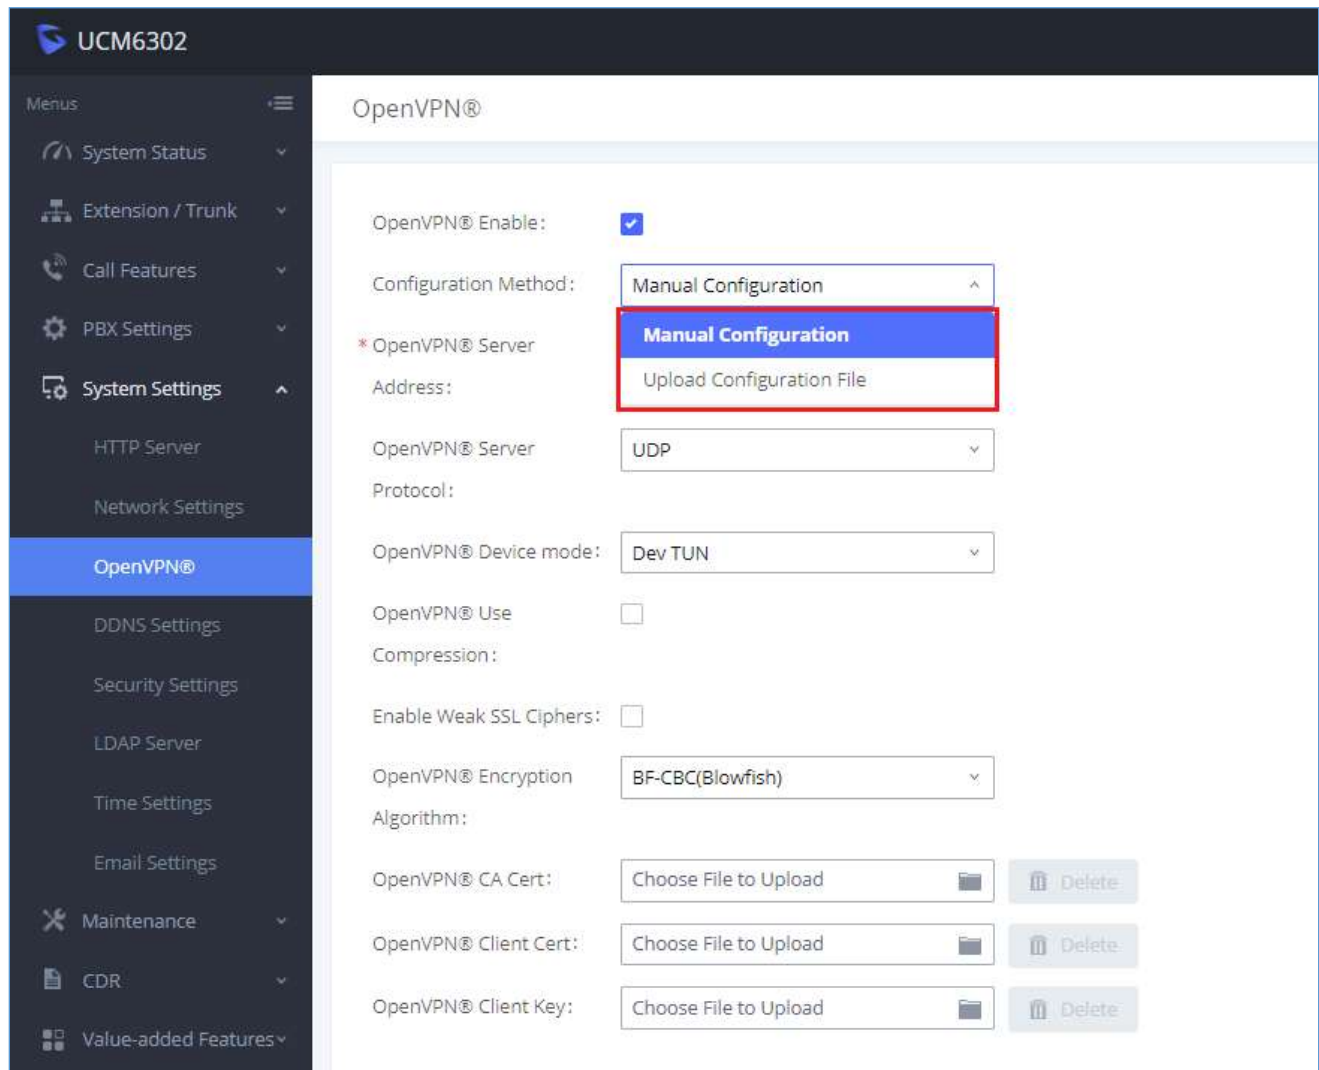 UCM6302
Menus
System Status
Extension / Trunk
Call Features
PBX Settings
System Settings
HTTP Server
Network Settings
OpenVPN®
DDNS Settings
Security Settings
LDAP Server
Time Settings
Email Settings
Maintenance
CDR
Value-added Features
OpenVPN®
OpenVPN® Enable:
Configuration Method:
Manual Configuration
Manual Configuration
Upload Configuration File
* OpenVPN® Server
Address:
OpenVPN® Server
Protocol:
UDP
OpenVPN® Device mode:
Dev TUN
OpenVPN® Use
Compression:
Enable Weak SSL Ciphers:
OpenVPN® Encryption
Algorithm:
BF-CBC(Blowfish)
OpenVPN® CA Cert:
Choose File to Upload
Delete
OpenVPN® Client Cert:
Choose File to Upload
Delete
OpenVPN® Client Key:
Choose File to Upload
Delete